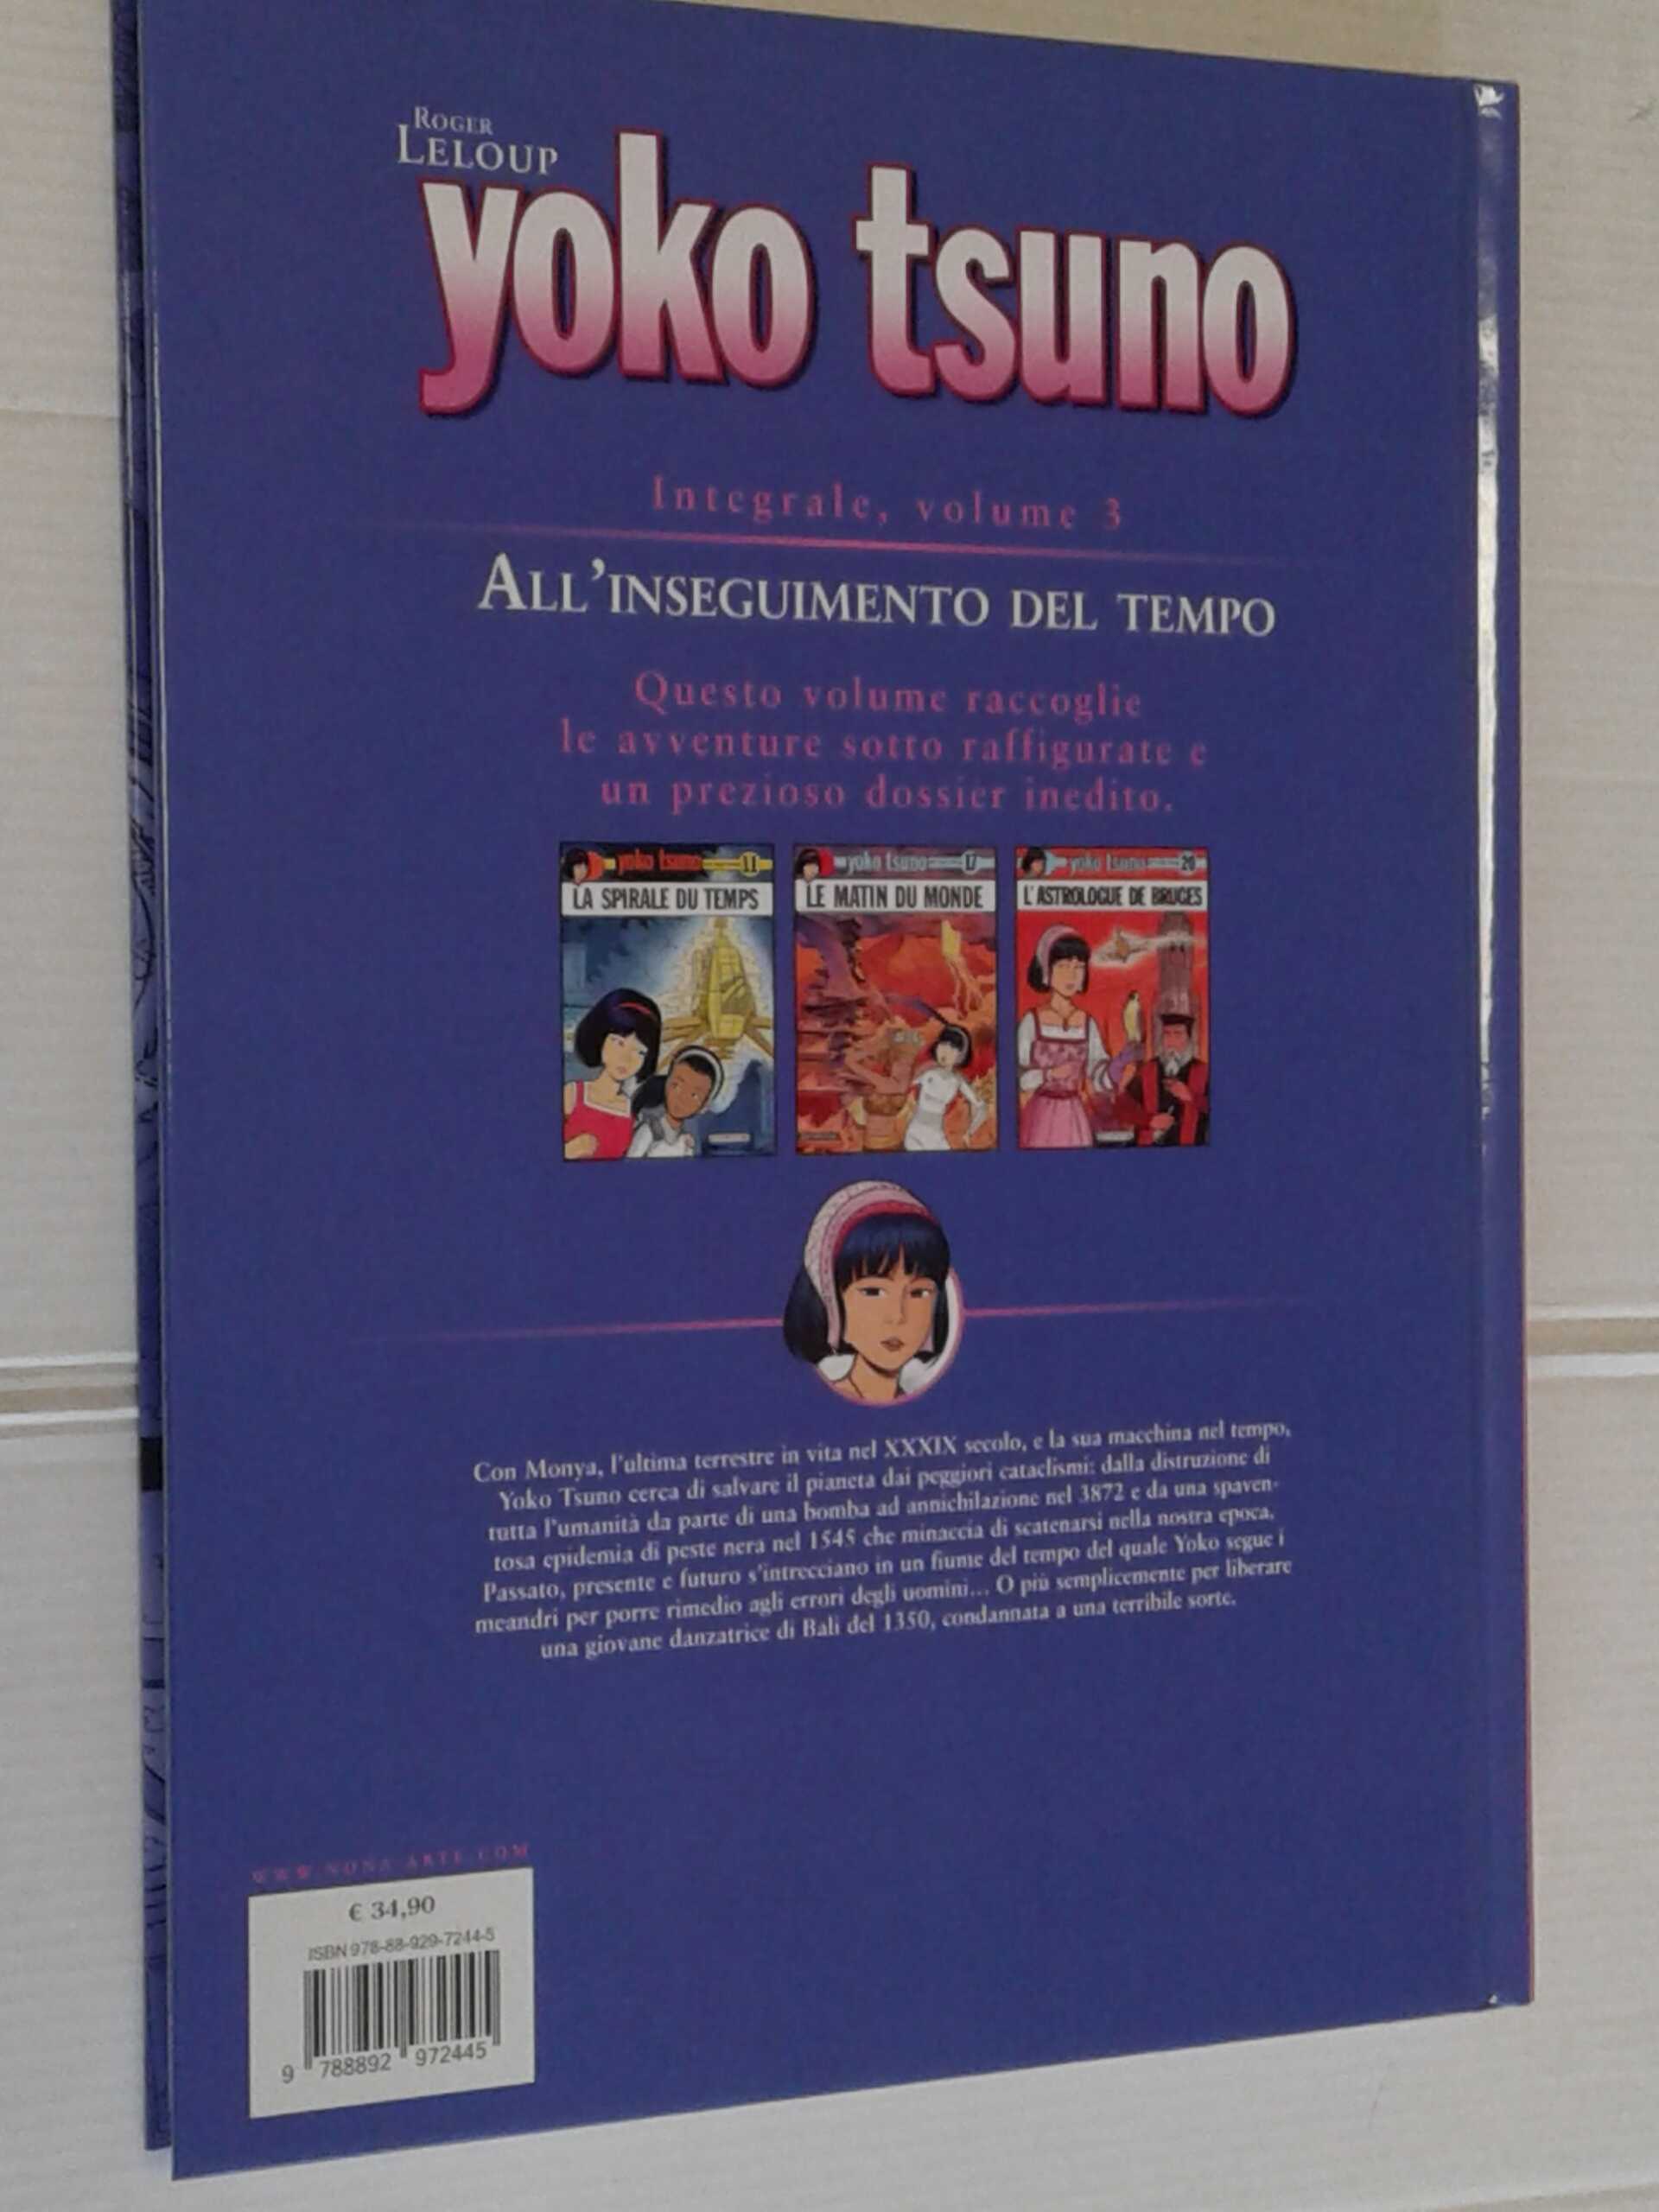 ROGER
LELOUP
yoko tsuno
Integrale, volume 3
ALL'INSEGUIMENTO DEL TEMPO
Questo volume raccoglie
le avventure sotto raffigurate e
un prezioso dossier inedito.
yoko tsuno 11
LA SPIRALE DU TEMPS
yoko tsuno 17
LE MATIN DU MONDE
yoko tsuno 20
L'ASTROLOGUE DE BRUGES
Con Monya, l'ultima terrestre in vita nel XXXIX secolo, e la sua macchina nel tempo,
Yoko Tsuno cerca di salvare il pianeta dai peggiori cataclismi: dalla distruzione di
tutta l'umanità da parte di una bomba ad annichilazione nel 3872 e da una spaven-
tosa epidemia di peste nera nel 1545 che minaccia di scatenarsi nella nostra epoca.
Passato, presente e futuro s'intrecciano in un fiume del tempo del quale Yoko segue i
meandri per porre rimedio agli errori degli uomini... O più semplicemente per liberare
una giovane danzatrice di Bali del 1350, condannata a una terribile sorte.
WWW.NONA-ARTE.COM
€ 34,90
ISBN 978-88-929-7244-5
9 788892 972445